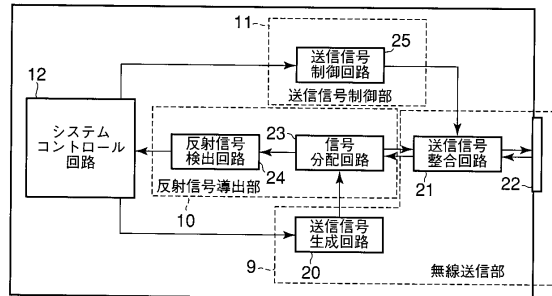 11
25
12
送信信号
制御回路
送信信号制御部
システム
コントロール
回路
23
反射信号
検出回路
24
信号
分配回路
送信信号
整合回路
21
22
反射信号導出部
10
送信信号
生成回路
20
9
無線送信部